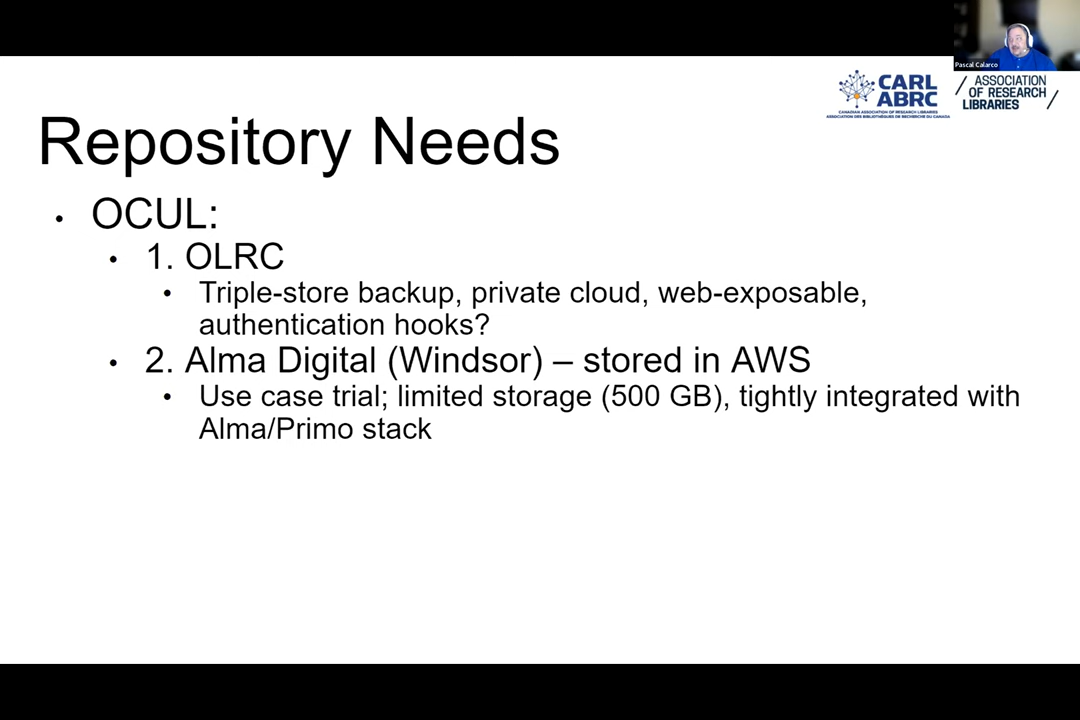 Pascal Calarco
CARL
ABRC
CANADIAN ASSOCIATION OF RESEARCH LIBRARIES
ASSOCIATION DES BIBLIOTHÈQUES DE RECHERCHE DU CANADA
ASSOCIATION
OF RESEARCH
LIBRARIES
Repository Needs
• OCUL:
• 1. OLRC
• Triple-store backup, private cloud, web-exposable,
authentication hooks?
• 2. Alma Digital (Windsor) – stored in AWS
• Use case trial; limited storage (500 GB), tightly integrated with
Alma/Primo stack